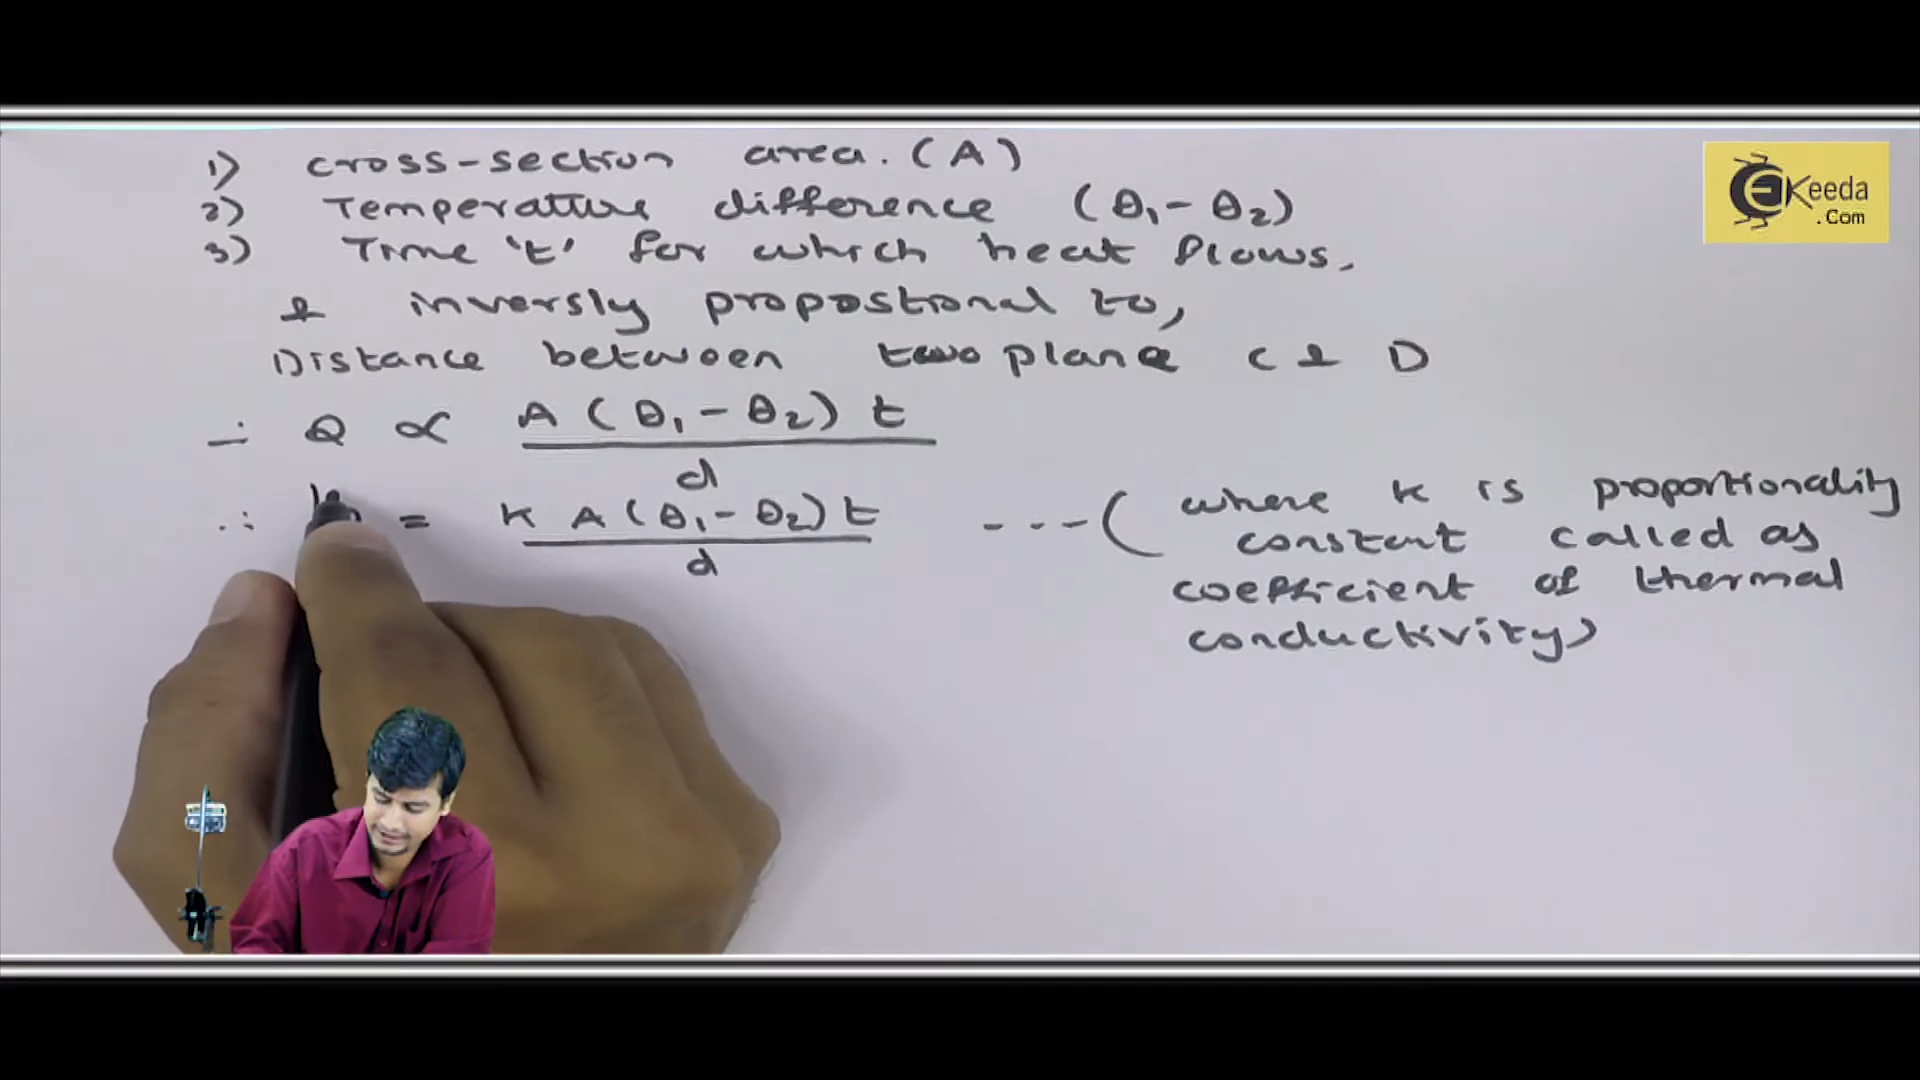 1) cross-section area. (A)
2) Temperature difference (θ₁ - θ₂)
3) Time 't' for which heat flows.
& inversly propostional to,
Distance between two plane C & D
∴ Q ∝ A (θ₁ - θ₂) t
d
∴ = K A (θ₁ - θ₂) t
d
--- ( where K is proportionality
constant called as
coefficient of thermal
conductivity)
eKeeda
.Com